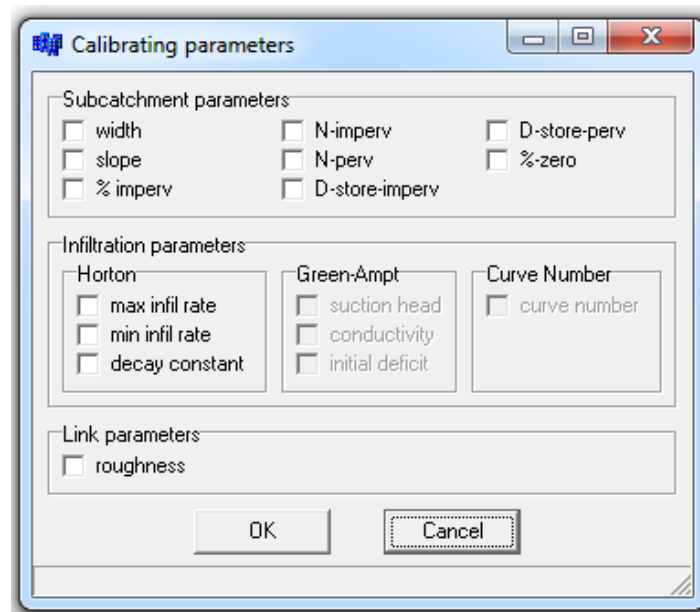 Calibrating parameters
Subcatchment parameters
width
N-imperv
D-store-perv
slope
N-perv
%-zero
% imperv
D-store-imperv
Infiltration parameters
Horton
max infil rate
min infil rate
decay constant
Green-Ampt
suction head
conductivity
initial deficit
Curve Number
curve number
Link parameters
roughness
OK
Cancel